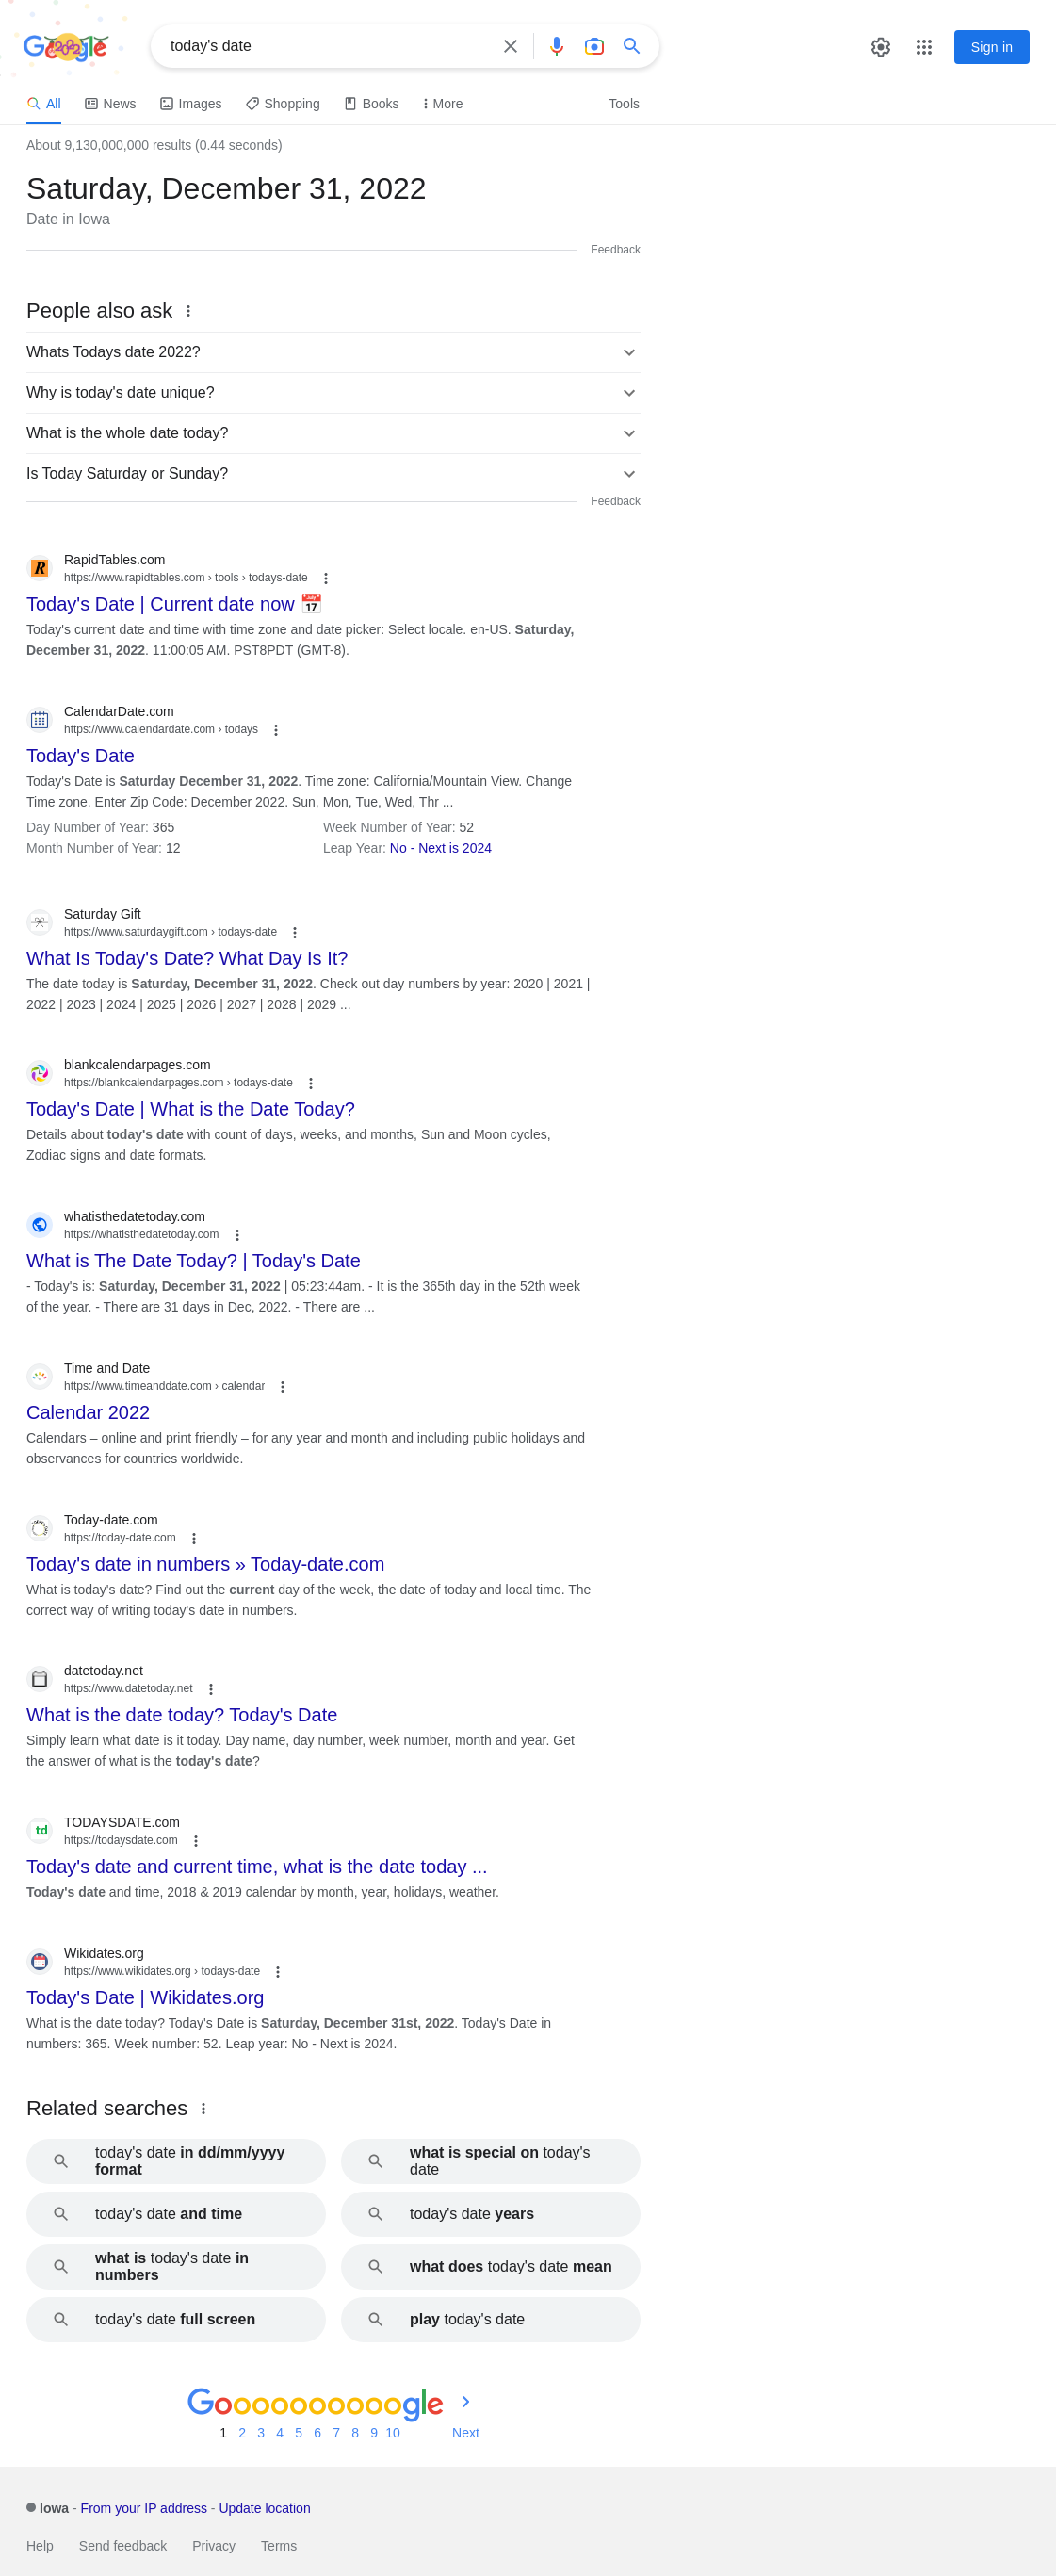 Google
today's date
Sign in
All News Images Shopping Books More Tools
About 9,130,000,000 results (0.44 seconds)
Saturday, December 31, 2022
Date in Iowa
Feedback
People also ask
Whats Todays date 2022?
Why is today's date unique?
What is the whole date today?
Is Today Saturday or Sunday?
Feedback
R
RapidTables.com
https://www.rapidtables.com › tools › todays-date
Today's Date | Current date now 📅
Today's current date and time with time zone and date picker: Select locale. en-US. Saturday,
December 31, 2022. 11:00:05 AM. PST8PDT (GMT-8).
CalendarDate.com
https://www.calendardate.com › todays
Today's Date
Today's Date is Saturday December 31, 2022. Time zone: California/Mountain View. Change
Time zone. Enter Zip Code: December 2022. Sun, Mon, Tue, Wed, Thr ...
Day Number of Year: 365 Week Number of Year: 52
Month Number of Year: 12 Leap Year: No - Next is 2024
Saturday Gift
https://www.saturdaygift.com › todays-date
What Is Today's Date? What Day Is It?
The date today is Saturday, December 31, 2022. Check out day numbers by year: 2020 | 2021 |
2022 | 2023 | 2024 | 2025 | 2026 | 2027 | 2028 | 2029 ...
blankcalendarpages.com
https://blankcalendarpages.com › todays-date
Today's Date | What is the Date Today?
Details about today's date with count of days, weeks, and months, Sun and Moon cycles,
Zodiac signs and date formats.
whatisthedatetoday.com
https://whatisthedatetoday.com
What is The Date Today? | Today's Date
- Today's is: Saturday, December 31, 2022 | 05:23:44am. - It is the 365th day in the 52th week
of the year. - There are 31 days in Dec, 2022. - There are ...
Time and Date
https://www.timeanddate.com › calendar
Calendar 2022
Calendars – online and print friendly – for any year and month and including public holidays and
observances for countries worldwide.
Today-date.com
https://today-date.com
Today's date in numbers » Today-date.com
What is today's date? Find out the current day of the week, the date of today and local time. The
correct way of writing today's date in numbers.
datetoday.net
https://www.datetoday.net
What is the date today? Today's Date
Simply learn what date is it today. Day name, day number, week number, month and year. Get
the answer of what is the today's date?
td
TODAYSDATE.com
https://todaysdate.com
Today's date and current time, what is the date today ...
Today's date and time, 2018 & 2019 calendar by month, year, holidays, weather.
Wikidates.org
https://www.wikidates.org › todays-date
Today's Date | Wikidates.org
What is the date today? Today's Date is Saturday, December 31st, 2022. Today's Date in
numbers: 365. Week number: 52. Leap year: No - Next is 2024.
Related searches
today's date in dd/mm/yyyy
format
what is special on today's
date
today's date and time
today's date years
what is today's date in
numbers
what does today's date mean
today's date full screen
play today's date
Goooooooooogle
1 2 3 4 5 6 7 8 9 10 Next
Iowa - From your IP address - Update location
Help Send feedback Privacy Terms